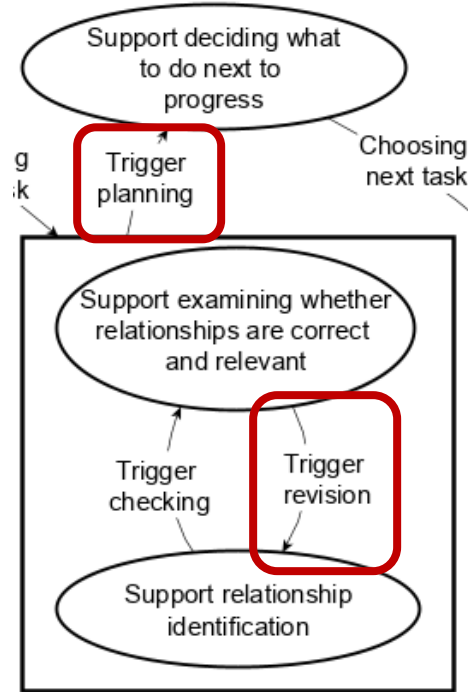 Support deciding what
to do next to
progress
Choosing
next task
g
k
Trigger
planning
Support examining whether
relationships are correct
and relevant
Trigger
checking
Trigger
revision
Support relationship
identification